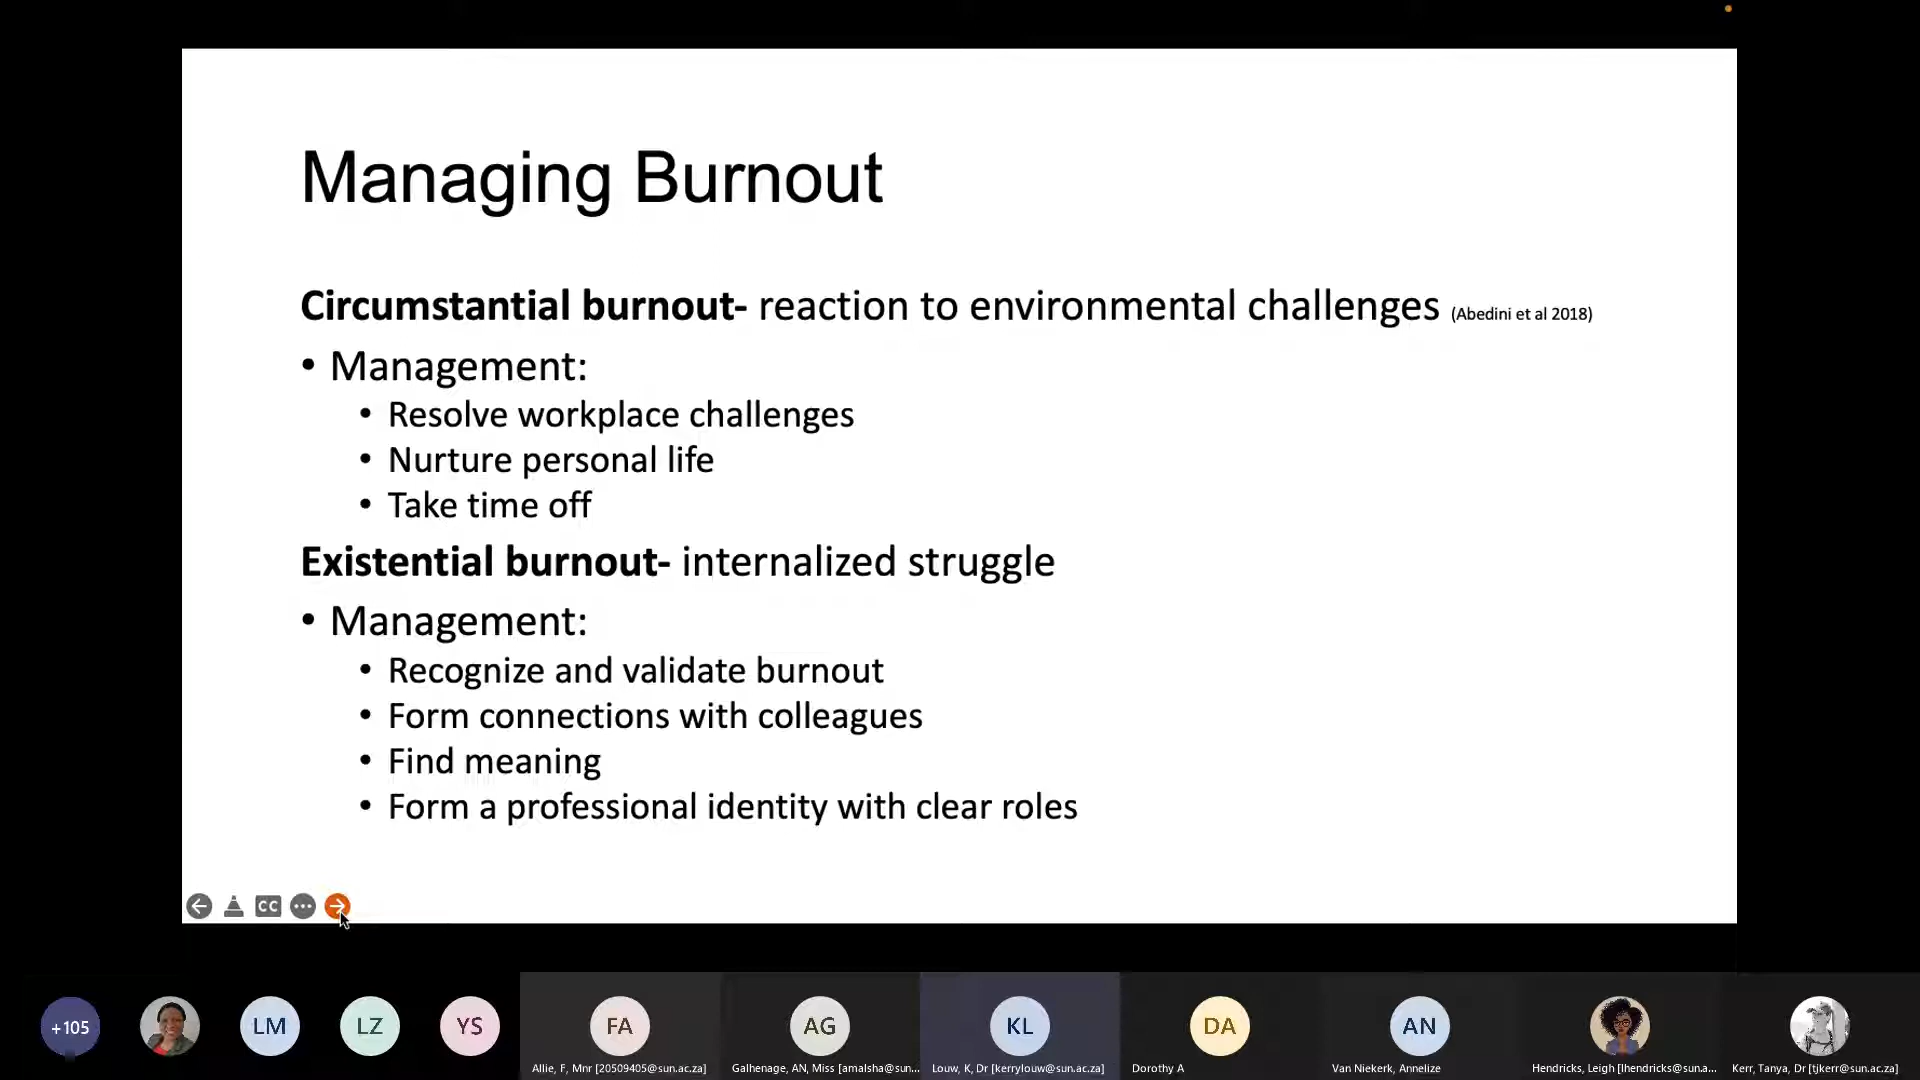 Managing Burnout
Circumstantial burnout- reaction to environmental challenges (Abedini et al 2018)
• Management:
• Resolve workplace challenges
• Nurture personal life
• Take time off
Existential burnout- internalized struggle
• Management:
• Recognize and validate burnout
• Form connections with colleagues
• Find meaning
• Form a professional identity with clear roles
CC
+105 LM LZ YS FA AG KL DA AN
Allie, F, Mnr [20509405@sun.ac.za] Galhenage, AN, Miss [amalsha@sun... Louw, K, Dr [kerrylouw@sun.ac.za] Dorothy A Van Niekerk, Annelize Hendricks, Leigh [lhendricks@sun.a... Kerr, Tanya, Dr [tjkerr@sun.ac.za]